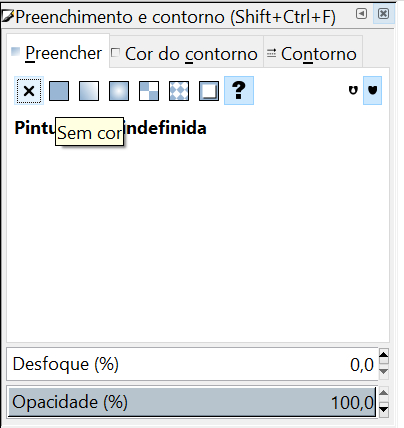 Preenchimento e contorno (Shift+Ctrl+F)
Preencher Cor do contorno Contorno
?
Pintu indefinida
Sem cor
Desfoque (%) 0,0
Opacidade (%) 100,0